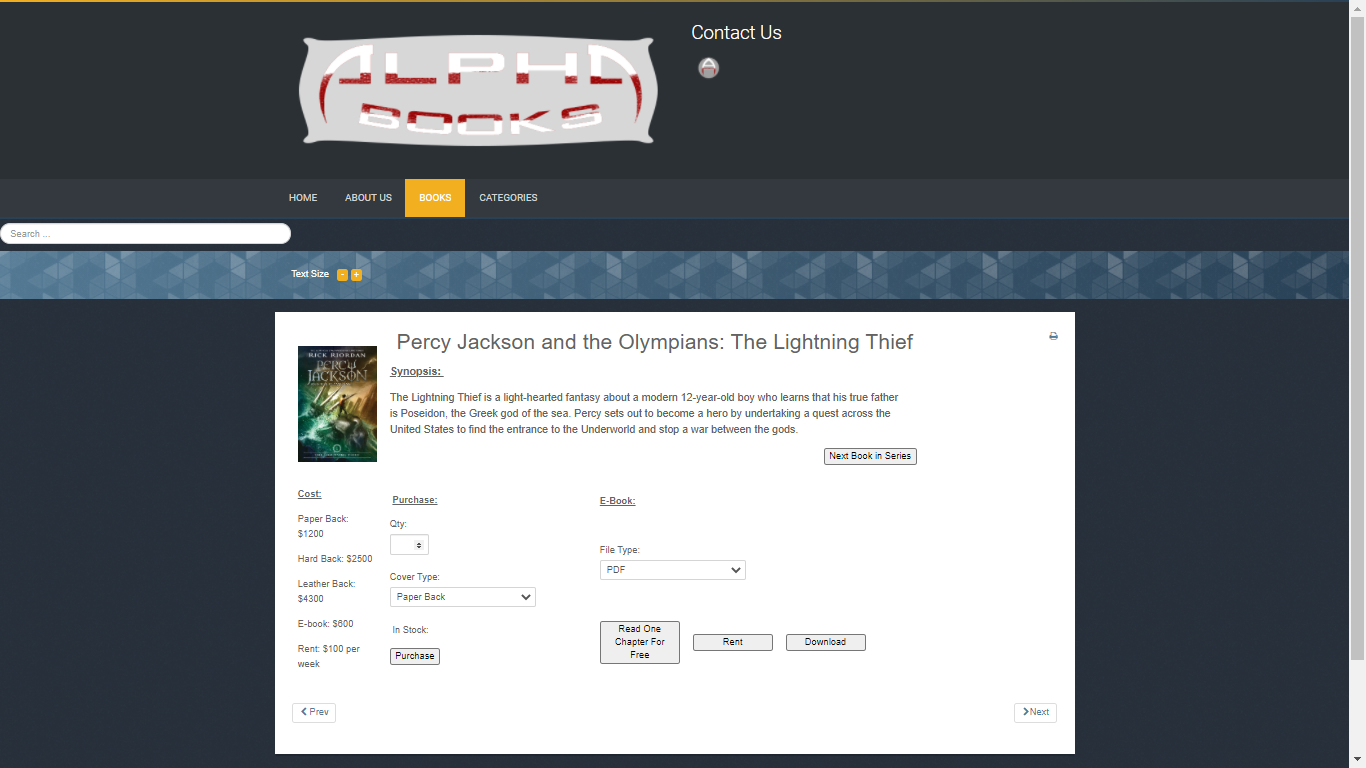 ALPHA
BOOKS
Contact Us
HOME
ABOUT US
BOOKS
CATEGORIES
Search ...
Text Size - +
Percy Jackson and the Olympians: The Lightning Thief
RICK RIORDAN
PERCY
JACKSON
Synopsis:
The Lightning Thief is a light-hearted fantasy about a modern 12-year-old boy who learns that his true father
is Poseidon, the Greek god of the sea. Percy sets out to become a hero by undertaking a quest across the
United States to find the entrance to the Underworld and stop a war between the gods.
Next Book in Series
Cost:
Paper Back:
$1200
Hard Back: $2500
Leather Back:
$4300
E-book: $600
Rent: $100 per
week
Purchase:
Qty:
Cover Type:
Paper Back
In Stock:
Purchase
E-Book:
File Type:
PDF
Read One
Chapter For
Free
Rent
Download
Prev
Next